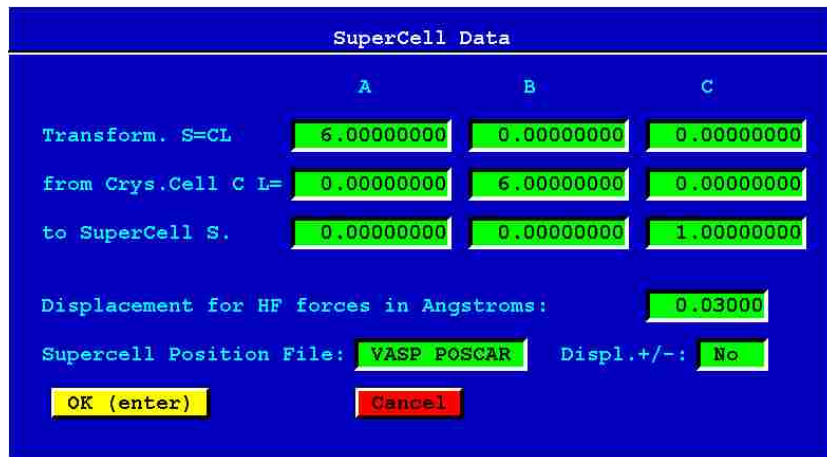 SuperCell Data
A B C
Transform. S=CL 6.00000000 0.00000000 0.00000000
from Crys.Cell C L= 0.00000000 6.00000000 0.00000000
to SuperCell S. 0.00000000 0.00000000 1.00000000
Displacement for HF forces in Angstroms: 0.03000
Supercell Position File: VASP POSCAR Displ.+/-: No
OK (enter) Cancel